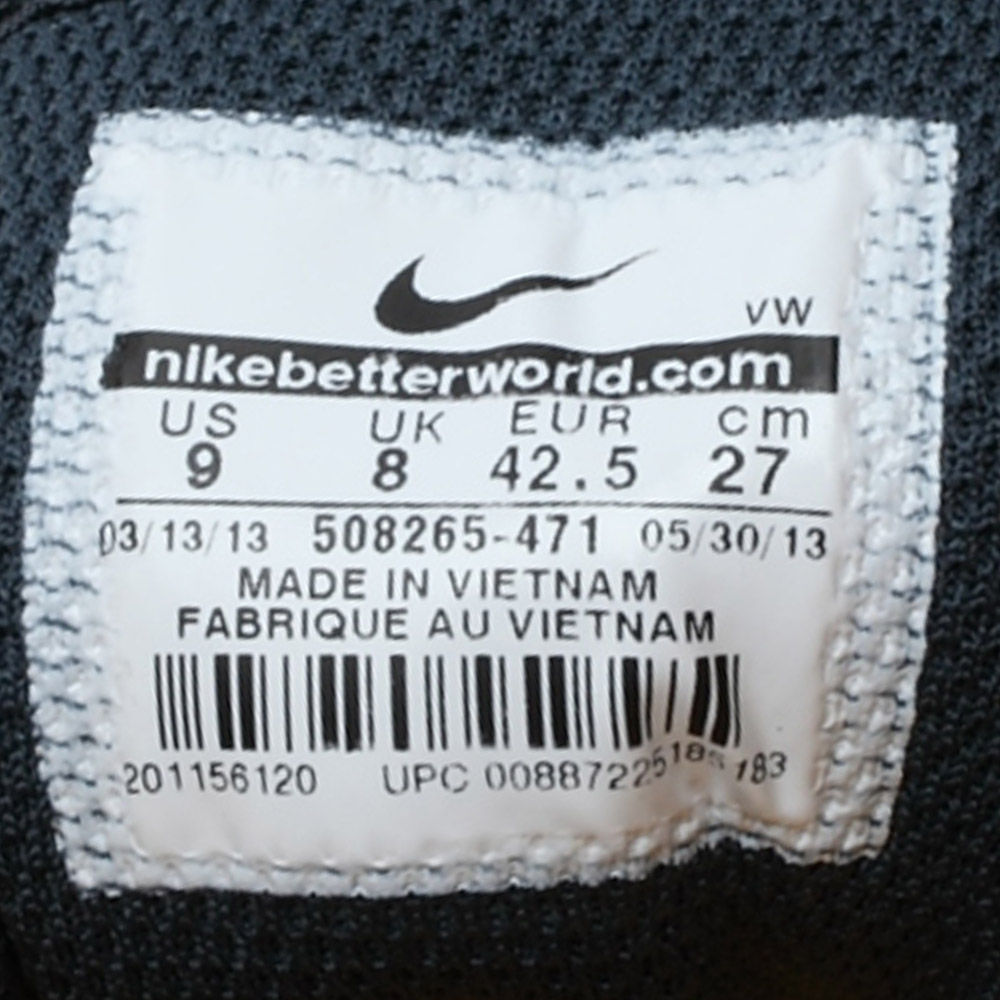 VW
nikebetterworld.com
US UK EUR cm
9 8 42.5 27
03/13/13 508265-471 05/30/13
MADE IN VIETNAM
FABRIQUE AU VIETNAM
201156120 UPC